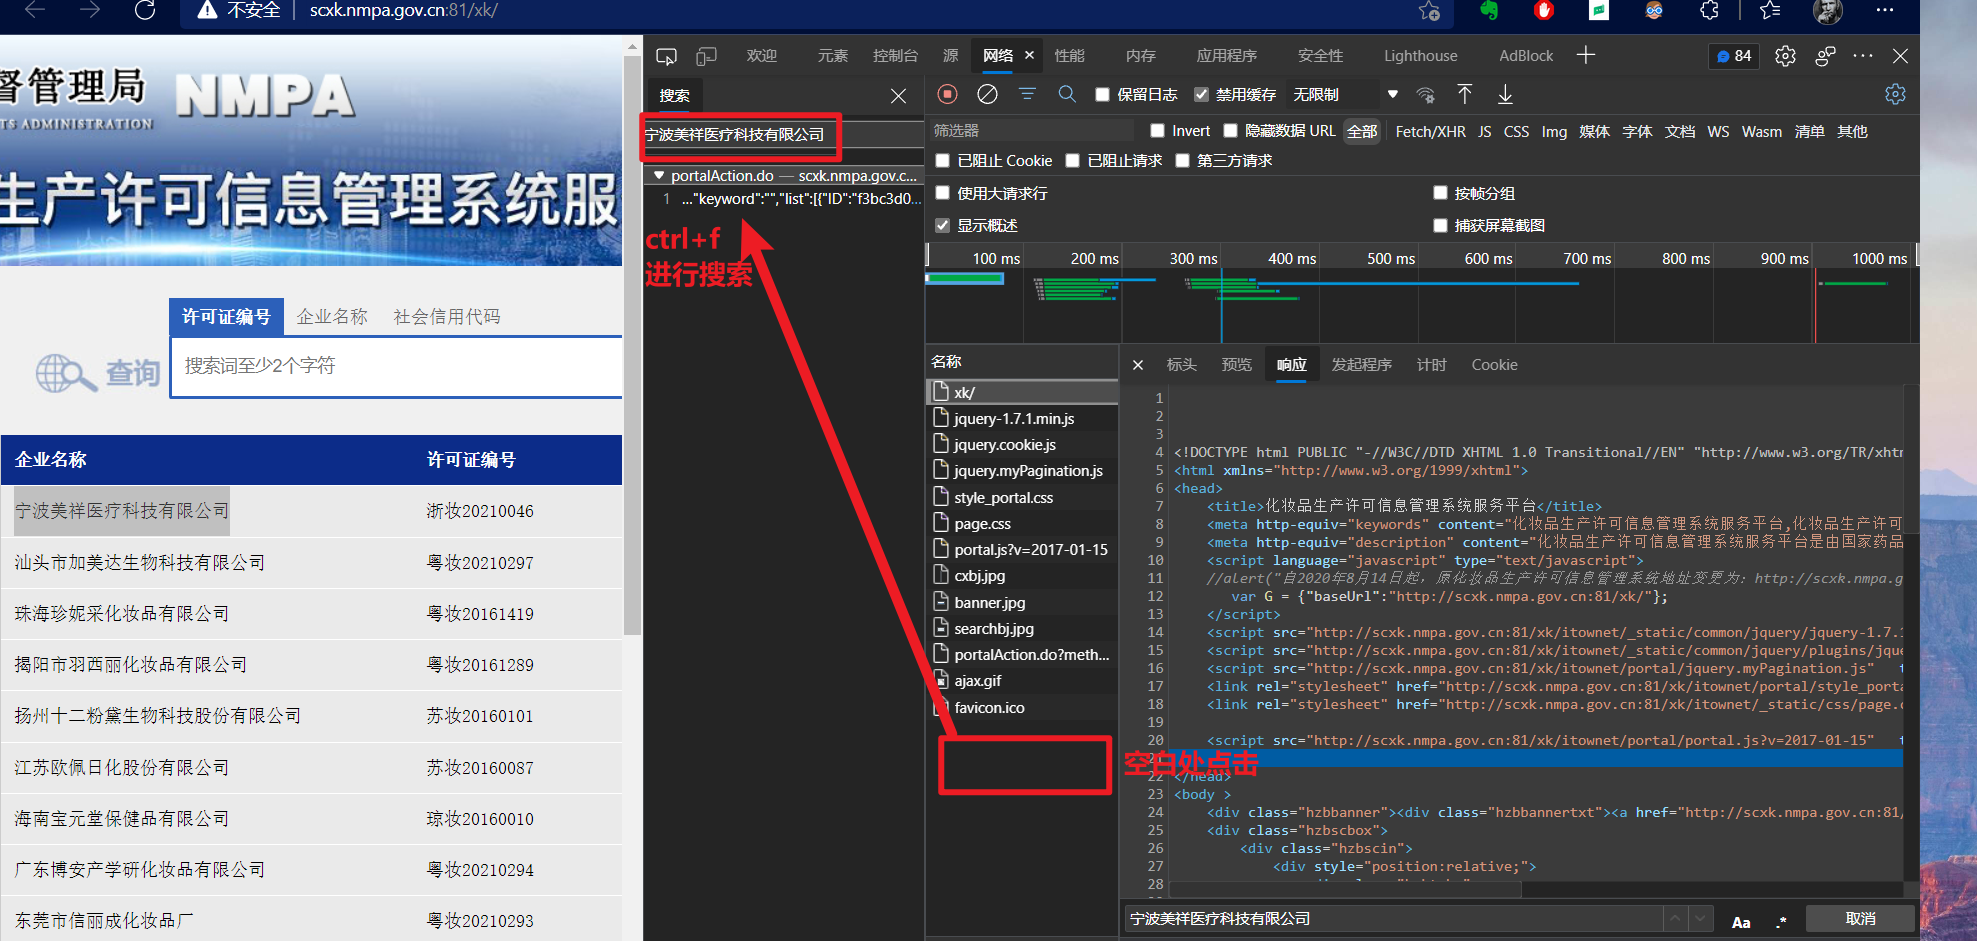 不安全 scxk.nmpa.gov.cn:81/xk/
督管理局 NMPA
TS ADMINISTRATION
生产许可信息管理系统服
许可证编号 企业名称 社会信用代码
查询 搜索词至少2个字符
企业名称 许可证编号
宁波美祥医疗科技有限公司 浙妆20210046
汕头市加美达生物科技有限公司 粤妆20210297
珠海珍妮采化妆品有限公司 粤妆20161419
揭阳市羽西丽化妆品有限公司 粤妆20161289
扬州十二粉黛生物科技股份有限公司 苏妆20160101
江苏欧佩日化股份有限公司 苏妆20160087
海南宝元堂保健品有限公司 琼妆20160010
广东博安产学研化妆品有限公司 粤妆20210294
东莞市信丽成化妆品厂 粤妆20210293
欢迎 元素 控制台 源 网络 × 性能 内存 应用程序 安全性 Lighthouse AdBlock + 84
搜索
宁波美祥医疗科技有限公司
▼ portalAction.do — scxk.nmpa.gov.c...
1 ..."keyword":"","list":[{"ID":"f3bc3d0...
ctrl+f
进行搜索
保留日志 禁用缓存 无限制
筛选器 Invert 隐藏数据 URL 全部 Fetch/XHR JS CSS Img 媒体 字体 文档 WS Wasm 清单 其他
已阻止 Cookie 已阻止请求 第三方请求
使用大请求行 按帧分组
显示概述 捕获屏幕截图
100 ms 200 ms 300 ms 400 ms 500 ms 600 ms 700 ms 800 ms 900 ms 1000 ms
名称
xk/
jquery-1.7.1.min.js
jquery.cookie.js
jquery.myPagination.js
style_portal.css
page.css
portal.js?v=2017-01-15
cxbj.jpg
banner.jpg
searchbj.jpg
portalAction.do?meth...
ajax.gif
favicon.ico
空白处点击
× 标头 预览 响应 发起程序 计时 Cookie
1
2
3
4 <!DOCTYPE html PUBLIC "-//W3C//DTD XHTML 1.0 Transitional//EN" "http://www.w3.org/TR/xhtm
5 <html xmlns="http://www.w3.org/1999/xhtml">
6 <head>
7 <title>化妆品生产许可信息管理系统服务平台</title>
8 <meta http-equiv="keywords" content="化妆品生产许可信息管理系统服务平台,化妆品生产许可
9 <meta http-equiv="description" content="化妆品生产许可信息管理系统服务平台是由国家药品
10 <script language="javascript" type="text/javascript">
11 //alert("自2020年8月14日起，原化妆品生产许可信息管理系统地址变更为：http://scxk.nmpa.g
12 var G = {"baseUrl":"http://scxk.nmpa.gov.cn:81/xk/"};
13 </script>
14 <script src="http://scxk.nmpa.gov.cn:81/xk/itownet/_static/common/jquery/jquery-1.7.1
15 <script src="http://scxk.nmpa.gov.cn:81/xk/itownet/_static/common/jquery/plugins/jque
16 <script src="http://scxk.nmpa.gov.cn:81/xk/itownet/portal/jquery.myPagination.js" t
17 <link rel="stylesheet" href="http://scxk.nmpa.gov.cn:81/xk/itownet/portal/style_porta
18 <link rel="stylesheet" href="http://scxk.nmpa.gov.cn:81/xk/itownet/_static/css/page.c
19
20 <script src="http://scxk.nmpa.gov.cn:81/xk/itownet/portal/portal.js?v=2017-01-15" t
22 </head>
23 <body >
24 <div class="hzbbanner"><div class="hzbbannertxt"><a href="http://scxk.nmpa.gov.cn:81/
25 <div class="hzbscbox">
26 <div class="hzbscin">
27 <div style="position:relative;">
28
宁波美祥医疗科技有限公司 Aa .* 取消